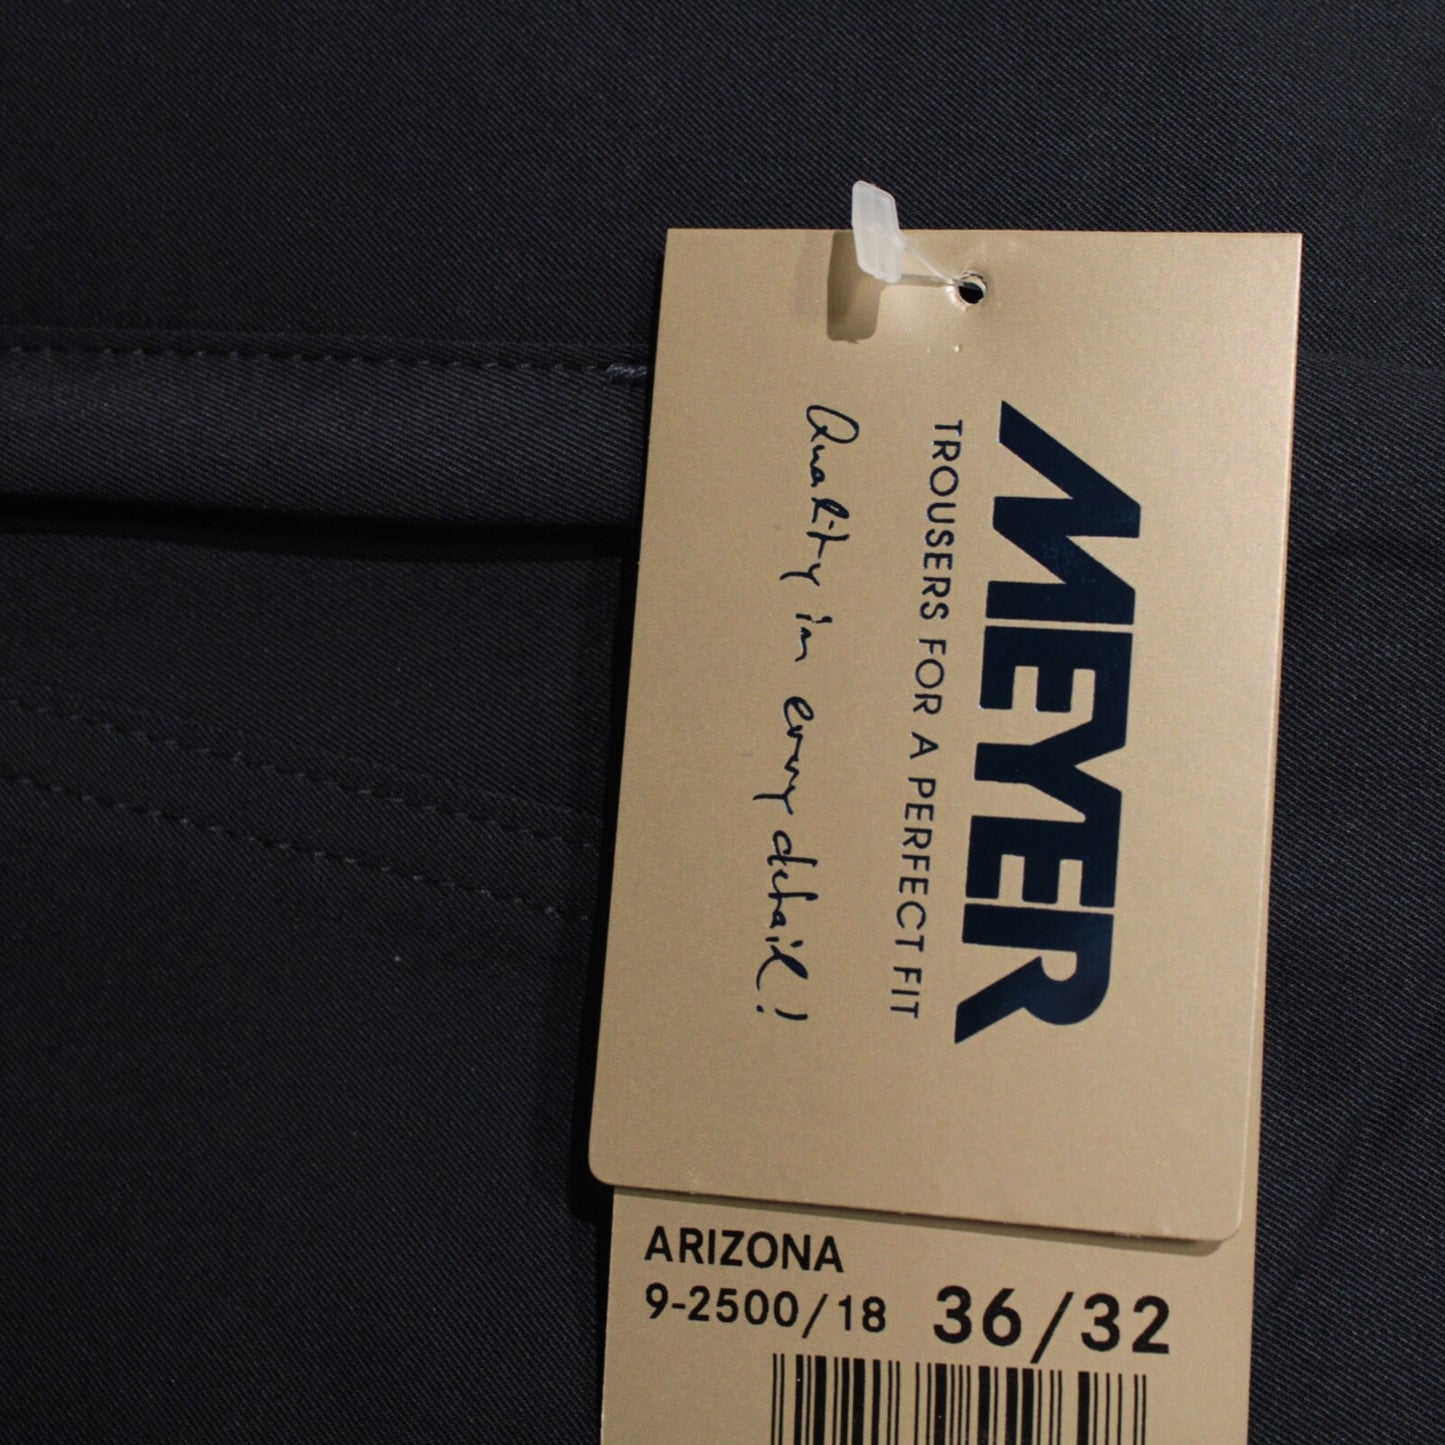 MEYER
TROUSERS FOR A PERFECT FIT
Quality in every detail!
ARIZONA
9-2500/18 36/32